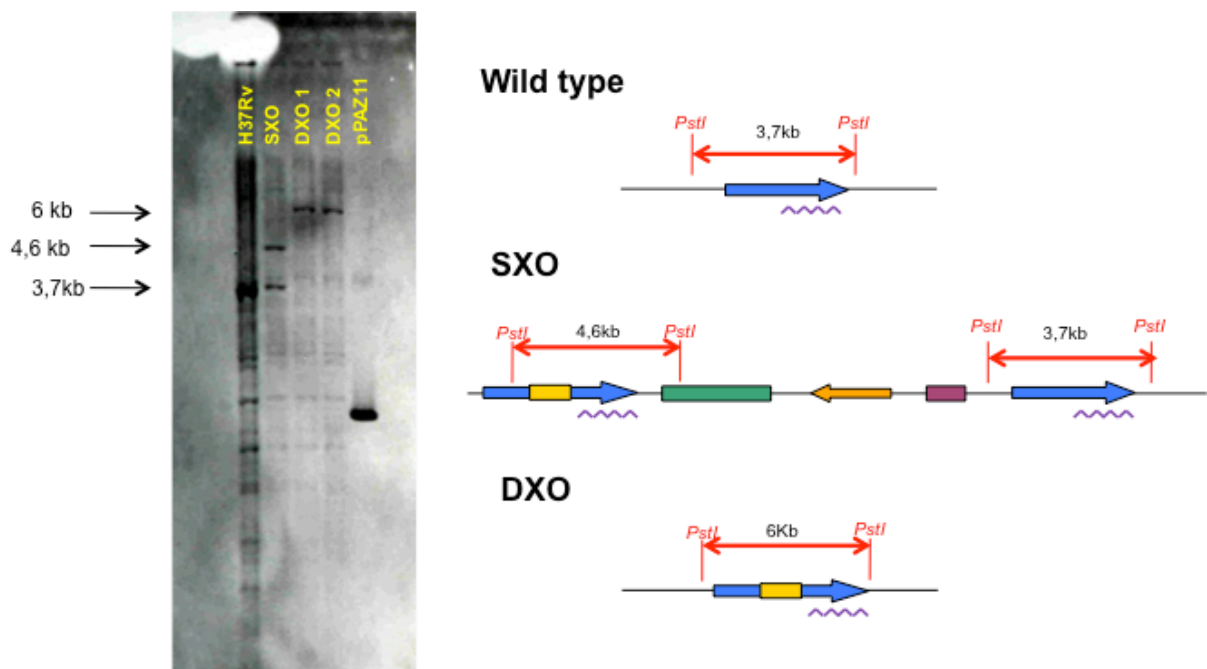 H37Rv
SXO
DXO 1
DXO 2
pPAZ11
6 kb
4,6 kb
3,7kb
Wild type
PstI 3,7kb PstI
SXO
PstI 4,6kb PstI PstI 3,7kb PstI
DXO
PstI 6Kb PstI